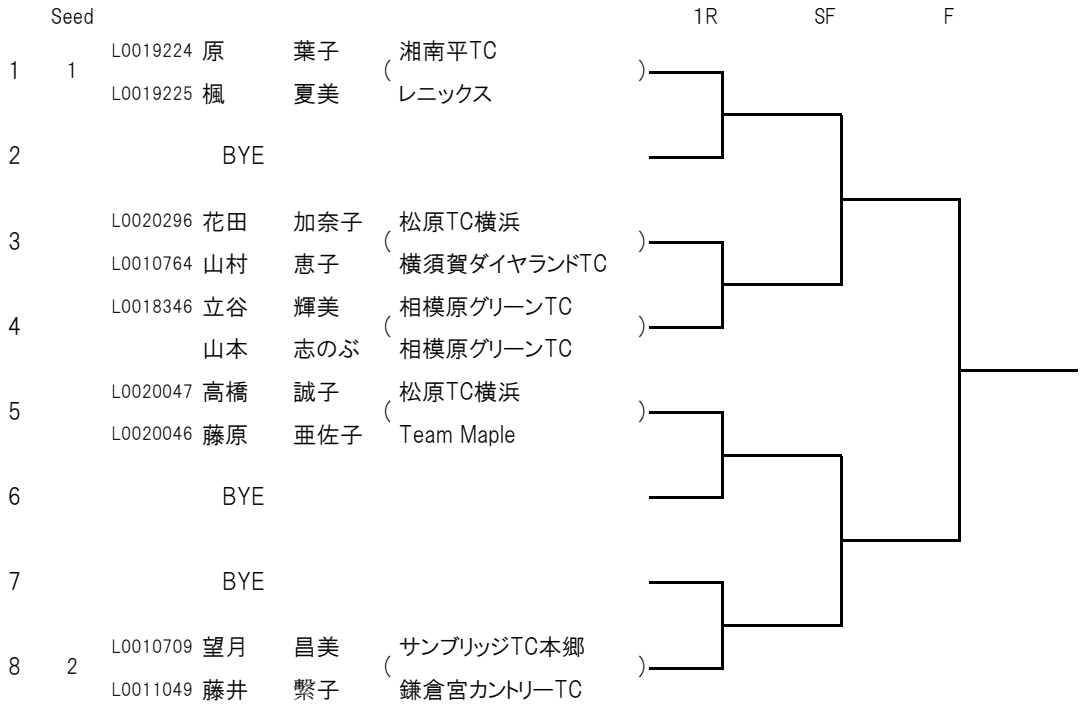 Seed 1R SF F
L0019224 原 葉子 湘南平TC
1 1 ( )
L0019225 楓 夏美 レニックス
2 BYE
L0020296 花田 加奈子 松原TC横浜
3 ( )
L0010764 山村 恵子 横須賀ダイヤランドTC
L0018346 立谷 輝美 相模原グリーンTC
4 ( )
山本 志のぶ 相模原グリーンTC
L0020047 高橋 誠子 松原TC横浜
5 ( )
L0020046 藤原 亜佐子 Team Maple
6 BYE
7 BYE
L0010709 望月 昌美 サンブリッジTC本郷
8 2 ( )
L0011049 藤井 繄子 鎌倉宮カントリーTC